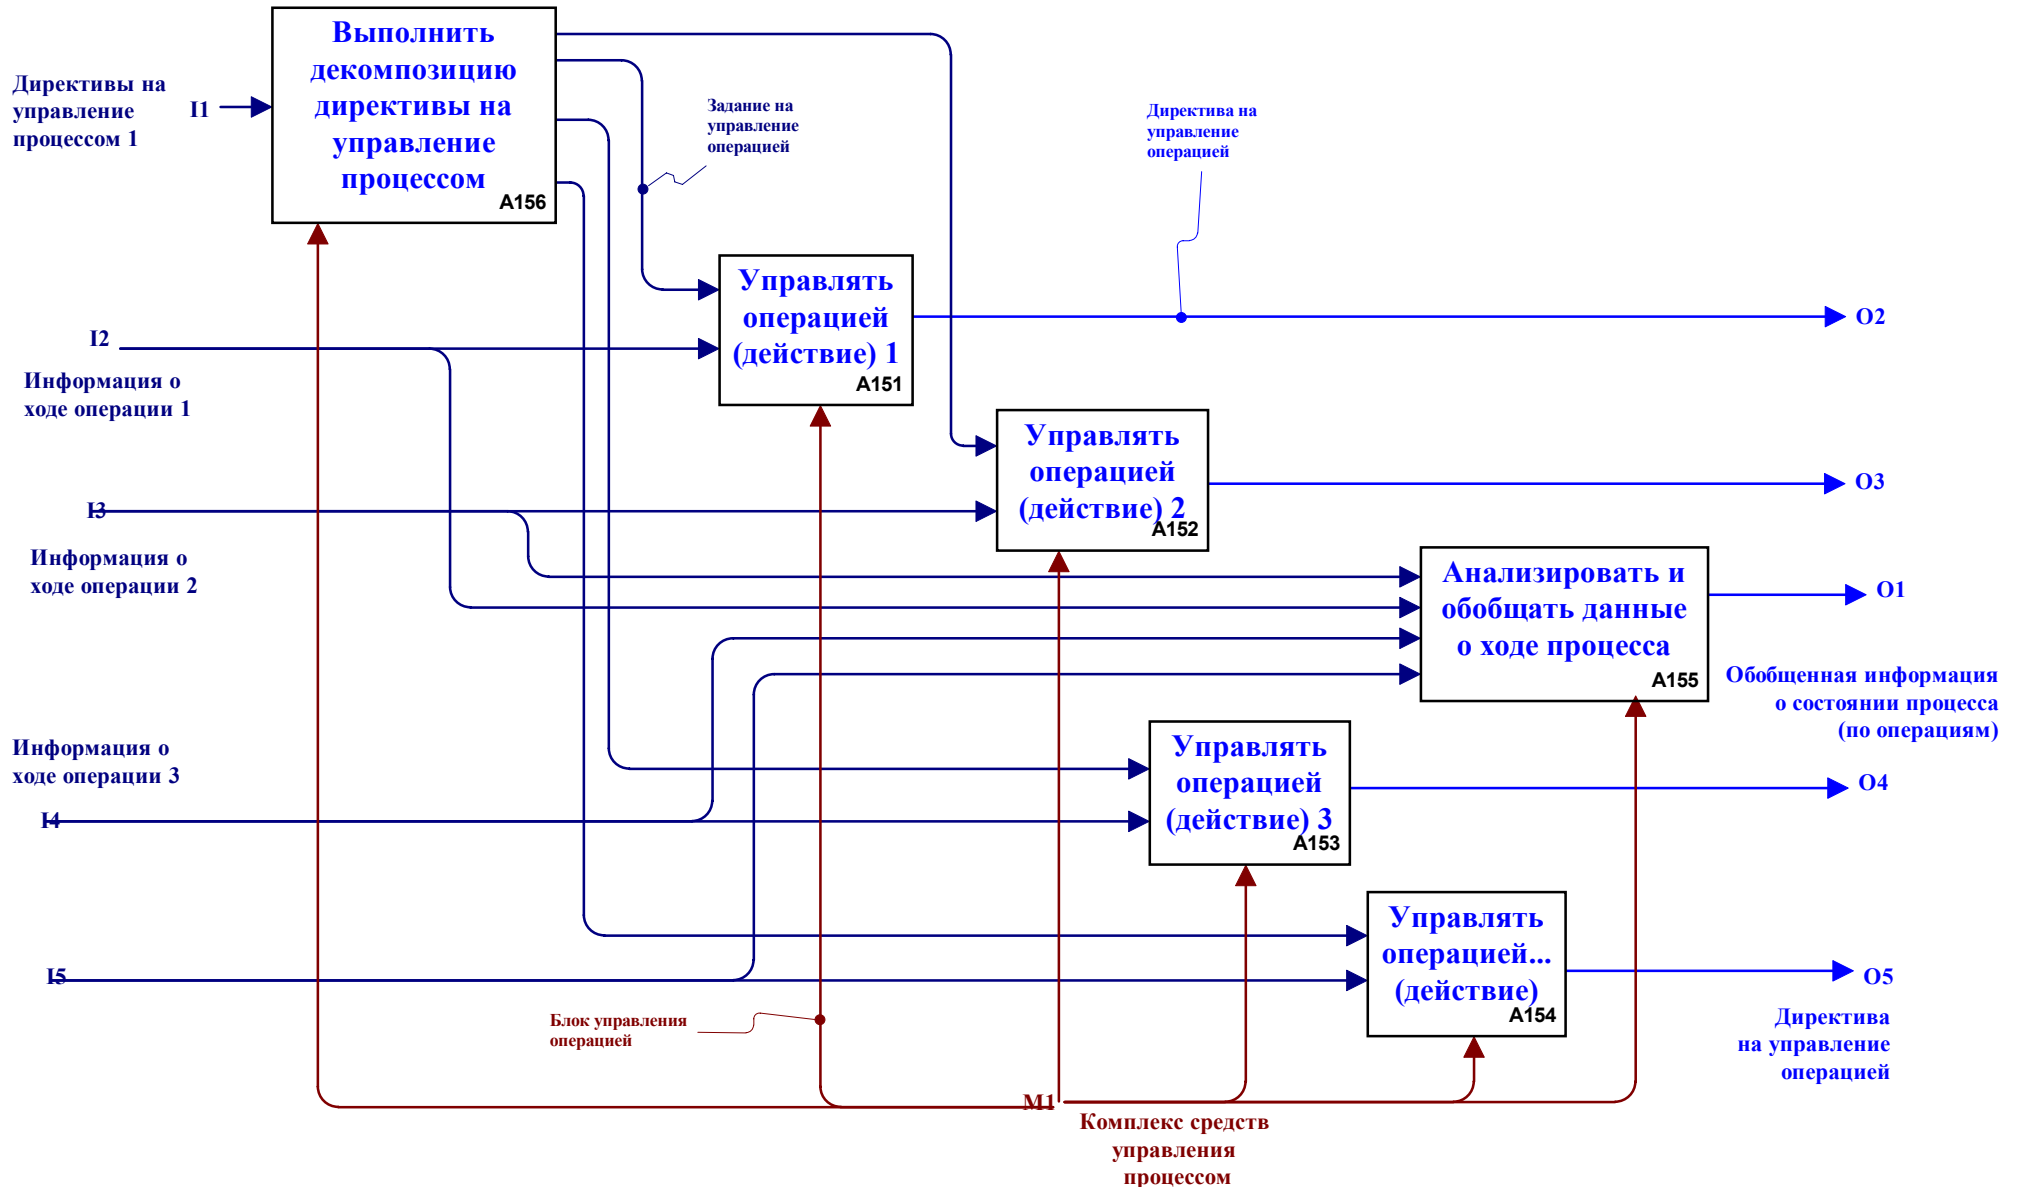 Выполнить
декомпозицию
директивы на
управление
процессом
A156
Директивы на
управление
процессом 1
I1
Задание на
управление
операцией
Директива на
управление
операцией
Управлять
операцией
(действие) 1
A151
O2
I2
Информация о
ходе операции 1
Управлять
операцией
(действие) 2
A152
O3
I3
Информация о
ходе операции 2
Анализировать и
обобщать данные
о ходе процесса
A155
O1
Обобщенная информация
о состоянии процесса
(по операциям)
Информация о
ходе операции 3
I4
Управлять
операцией
(действие) 3
A153
O4
Управлять
операцией...
(действие)
A154
I5
O5
Директива
на управление
операцией
Блок управления
операцией
M1
Комплекс средств
управления
процессом